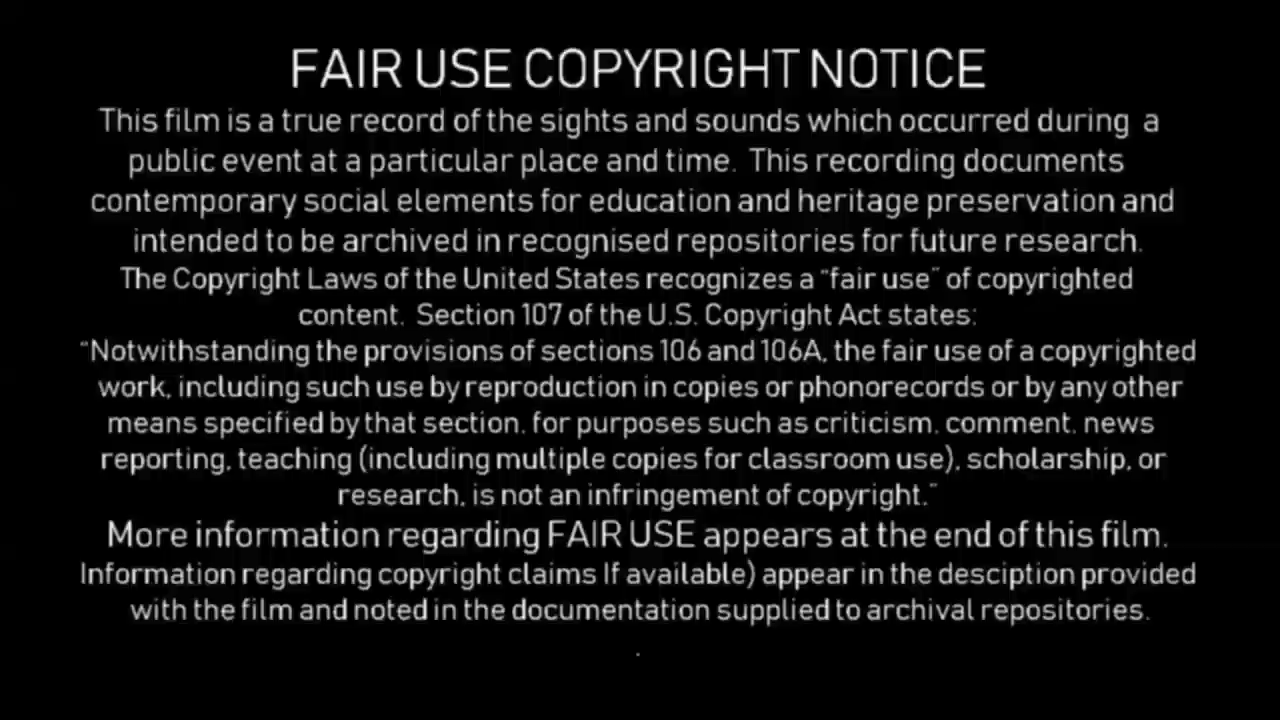 FAIR USE COPYRIGHT NOTICE
This film is a true record of the sights and sounds which occurred during a
public event at a particular place and time. This recording documents
contemporary social elements for education and heritage preservation and
intended to be archived in recognised repositories for future research.
The Copyright Laws of the United States recognizes a "fair use" of copyrighted
content. Section 107 of the U.S. Copyright Act states:
"Notwithstanding the provisions of sections 106 and 106A, the fair use of a copyrighted
work, including such use by reproduction in copies or phonorecords or by any other
means specified by that section, for purposes such as criticism, comment, news
reporting, teaching (including multiple copies for classroom use), scholarship, or
research, is not an infringement of copyright."
More information regarding FAIR USE appears at the end of this film.
Information regarding copyright claims If available) appear in the desciption provided
with the film and noted in the documentation supplied to archival repositories.
.